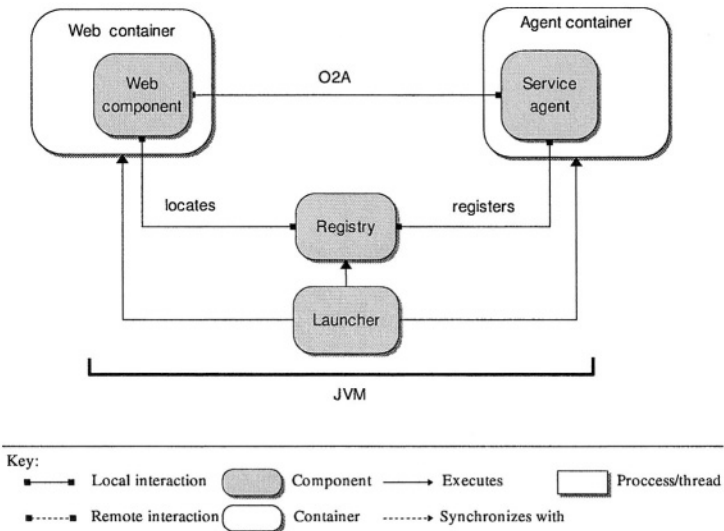 Web container
Agent container
Web
component
O2A
Service
agent
locates
Registry
registers
Launcher
JVM
Key:
Local interaction
Component
Executes
Proccess/thread
Remote interaction
Container
Synchronizes with